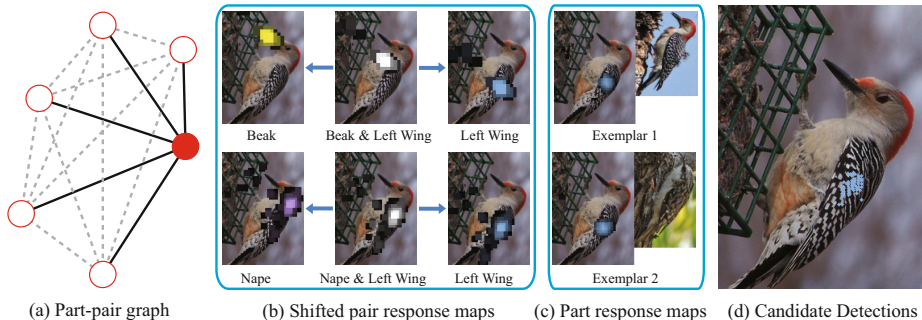 Beak
Beak & Left Wing
Left Wing
Exemplar 1
Nape
Nape & Left Wing
Left Wing
Exemplar 2
(a) Part-pair graph
(b) Shifted pair response maps
(c) Part response maps
(d) Candidate Detections